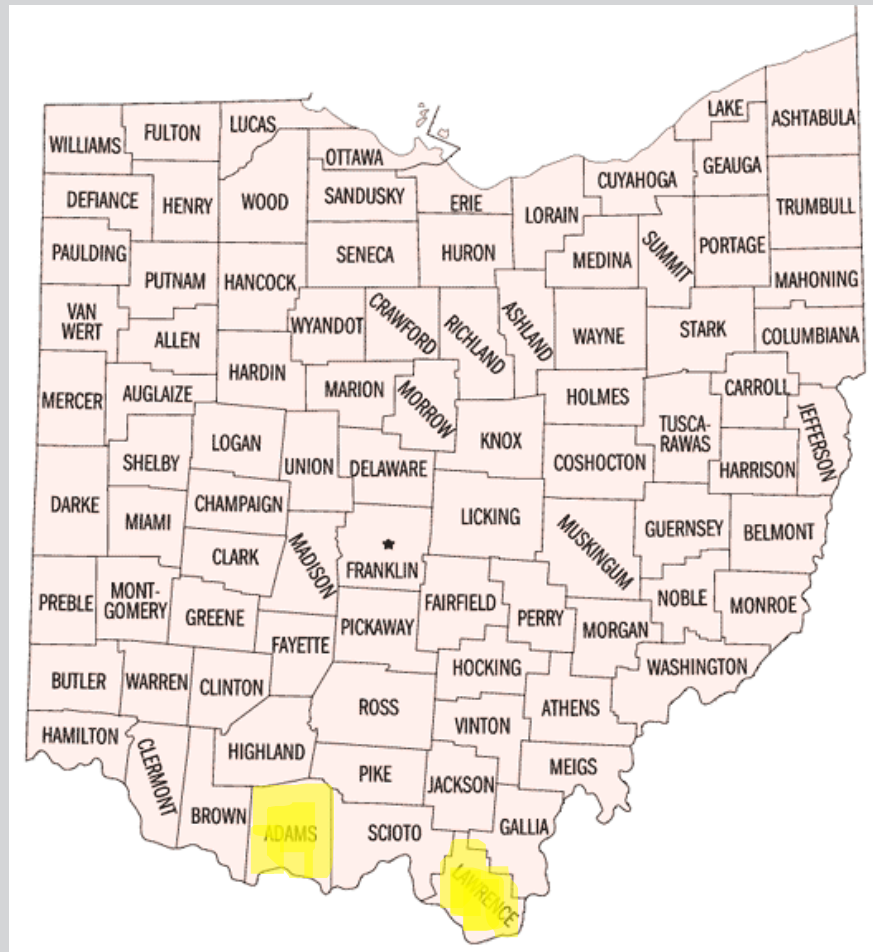 LAKE
ASHTABULA
LUCAS
FULTON
WILLIAMS
OTTAWA
GEAUGA
CUYAHOGA
DEFIANCE
HENRY
WOOD
SANDUSKY
ERIE
LORAIN
TRUMBULL
PAULDING
SENECA
HURON
MEDINA
SUMMIT
PORTAGE
PUTNAM
HANCOCK
MAHONING
VAN
WERT
ALLEN
WYANDOT
CRAWFORD
RICHLAND
ASHLAND
WAYNE
STARK
COLUMBIANA
MERCER
AUGLAIZE
HARDIN
MARION
MORROW
HOLMES
CARROLL
JEFFERSON
LOGAN
KNOX
TUSCA-
RAWAS
SHELBY
UNION
DELAWARE
COSHOCTON
HARRISON
DARKE
MIAMI
CHAMPAIGN
LICKING
MUSKINGUM
GUERNSEY
BELMONT
CLARK
MADISON
FRANKLIN
PREBLE
MONT-
GOMERY
GREENE
FAIRFIELD
PERRY
NOBLE
MONROE
FAYETTE
PICKAWAY
MORGAN
BUTLER
WARREN
CLINTON
HOCKING
WASHINGTON
ROSS
ATHENS
VINTON
HAMILTON
CLERMONT
HIGHLAND
PIKE
JACKSON
MEIGS
BROWN
ADAMS
SCIOTO
GALLIA
LAWRENCE